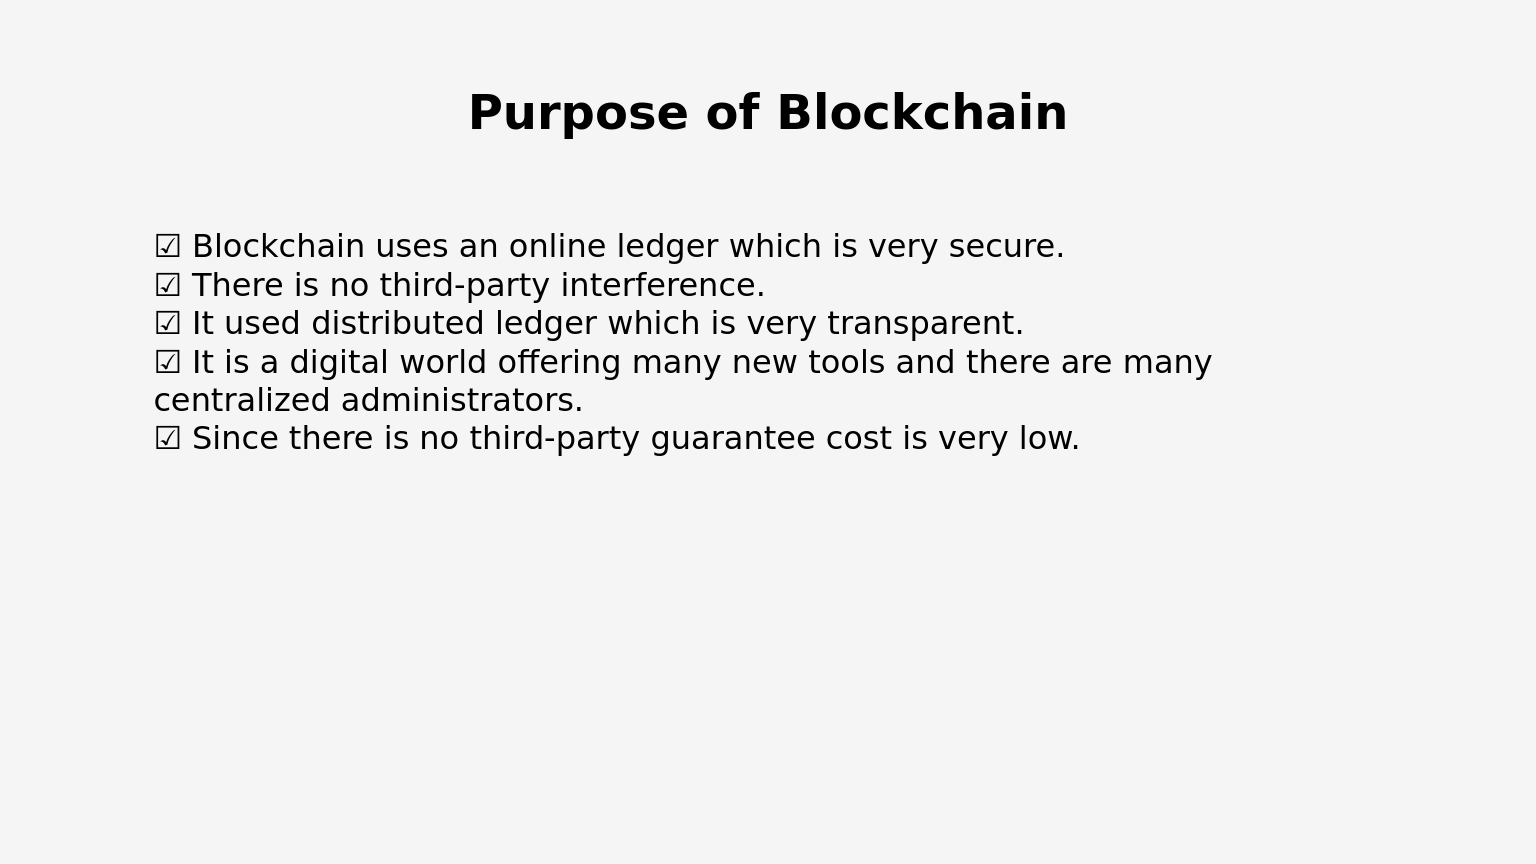 Purpose of Blockchain
☑ Blockchain uses an online ledger which is very secure.
☑ There is no third-party interference.
☑ It used distributed ledger which is very transparent.
☑ It is a digital world offering many new tools and there are many
centralized administrators.
☑ Since there is no third-party guarantee cost is very low.